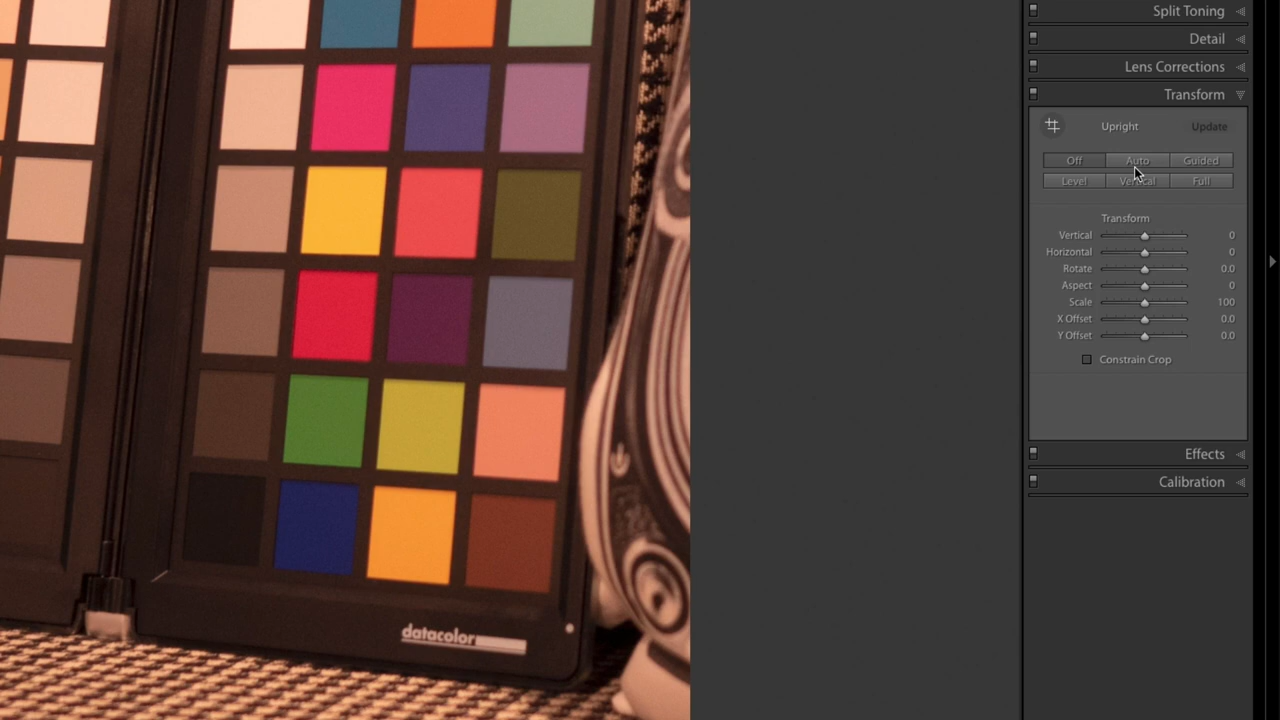 Split Toning
Detail
Lens Corrections
Transform
Upright Update
Off Auto Guided
Level Vertical Full
Transform
Vertical 0
Horizontal 0
Rotate 0.0
Aspect 0
Scale 100
X Offset 0.0
Y Offset 0.0
Constrain Crop
Effects
Calibration
datacolor